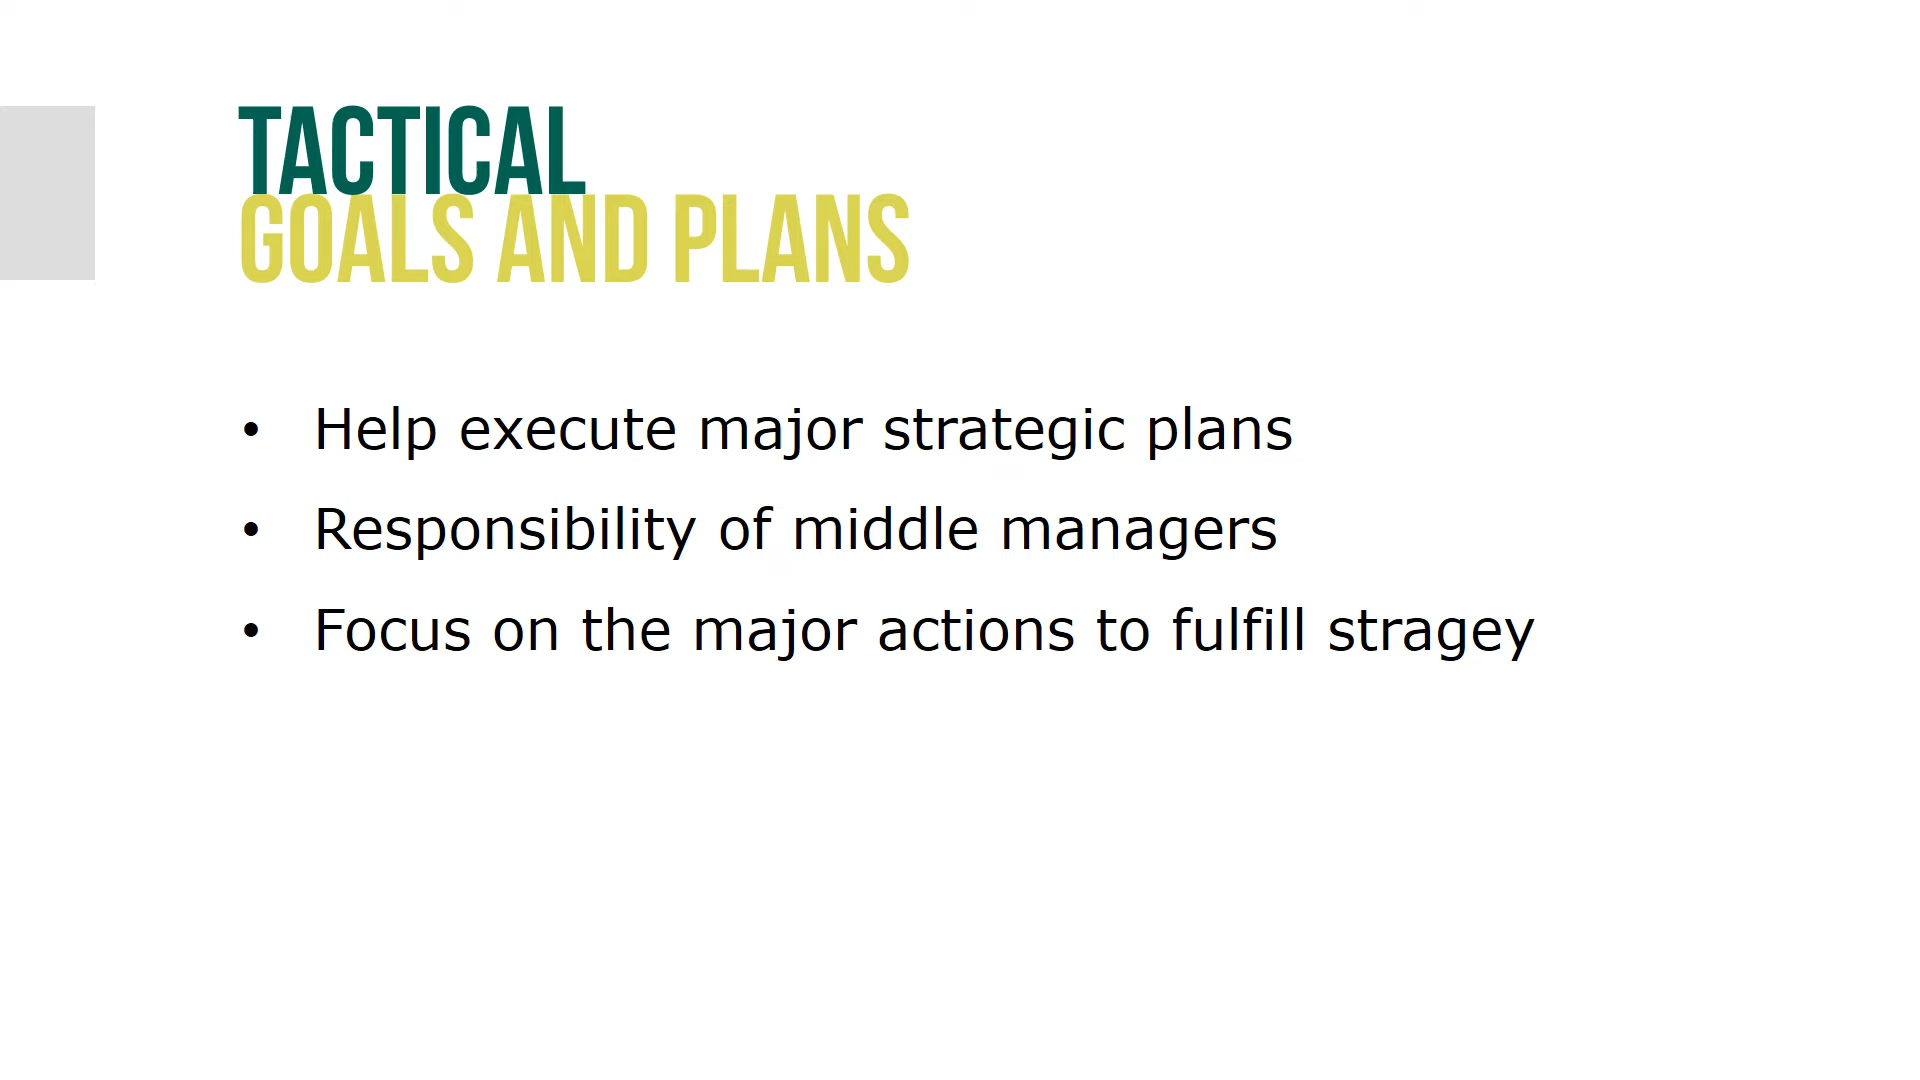 TACTICAL
GOALS AND PLANS
• Help execute major strategic plans
• Responsibility of middle managers
• Focus on the major actions to fulfill stragey